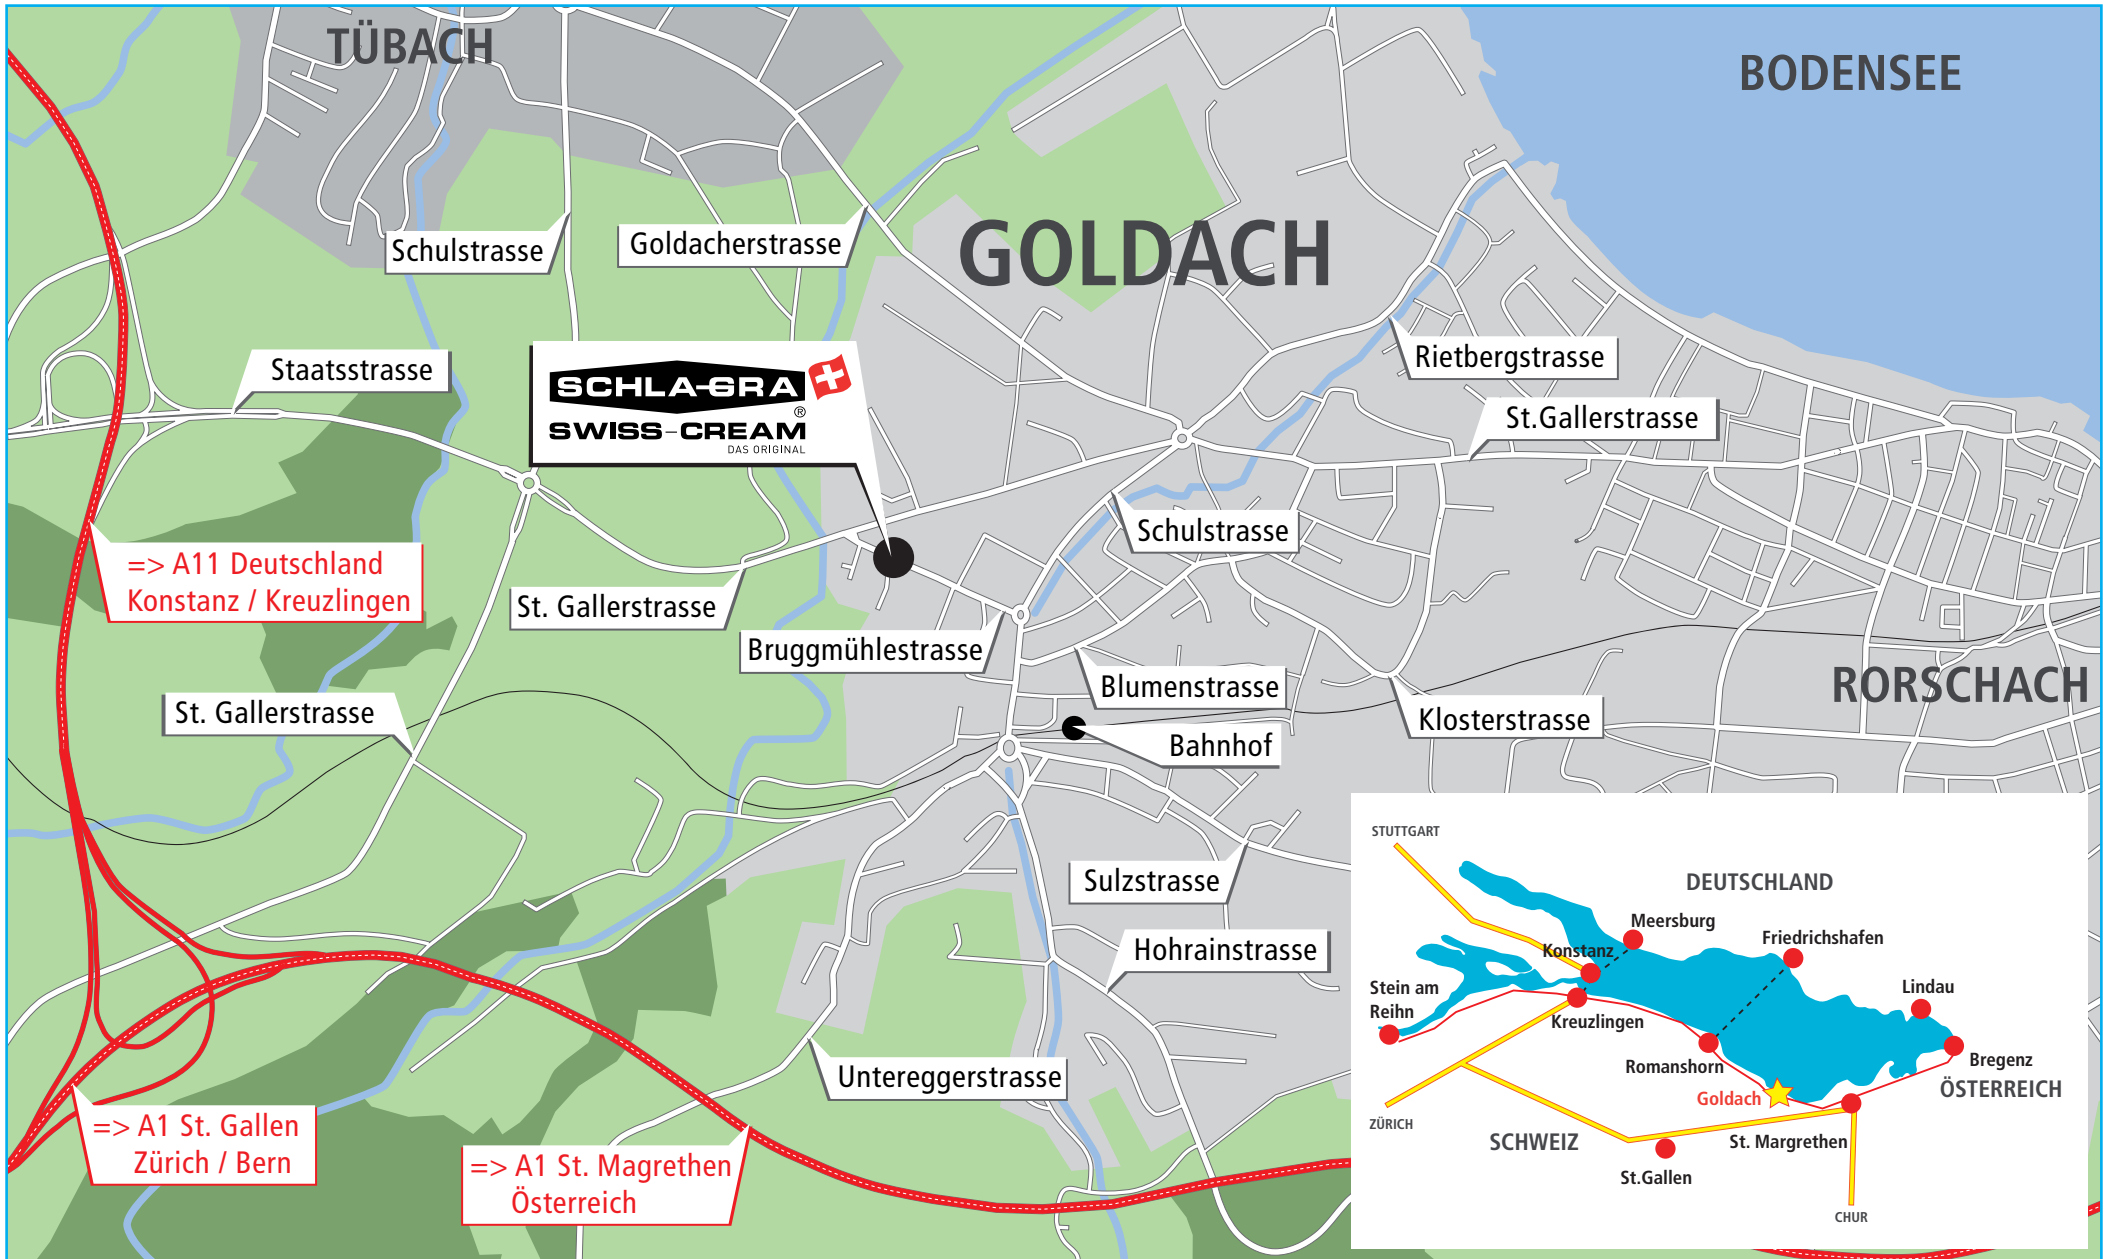 TÜBACH
BODENSEE
GOLDACH
Schulstrasse
Goldacherstrasse
Staatsstrasse
SCHLA-GRA
®
SWISS-CREAM
DAS ORIGINAL
Rietbergstrasse
St.Gallerstrasse
Schulstrasse
=> A11 Deutschland
Konstanz / Kreuzlingen
St. Gallerstrasse
Bruggmühlestrasse
Blumenstrasse
RORSCHACH
St. Gallerstrasse
Klosterstrasse
Bahnhof
Sulzstrasse
Hohrainstrasse
Untereggerstrasse
=> A1 St. Gallen
Zürich / Bern
=> A1 St. Magrethen
Österreich
STUTTGART
DEUTSCHLAND
Meersburg
Friedrichshafen
Konstanz
Stein am
Reihn
Lindau
Kreuzlingen
Romanshorn
Bregenz
ÖSTERREICH
Goldach
ZÜRICH
SCHWEIZ
St. Margrethen
St.Gallen
CHUR